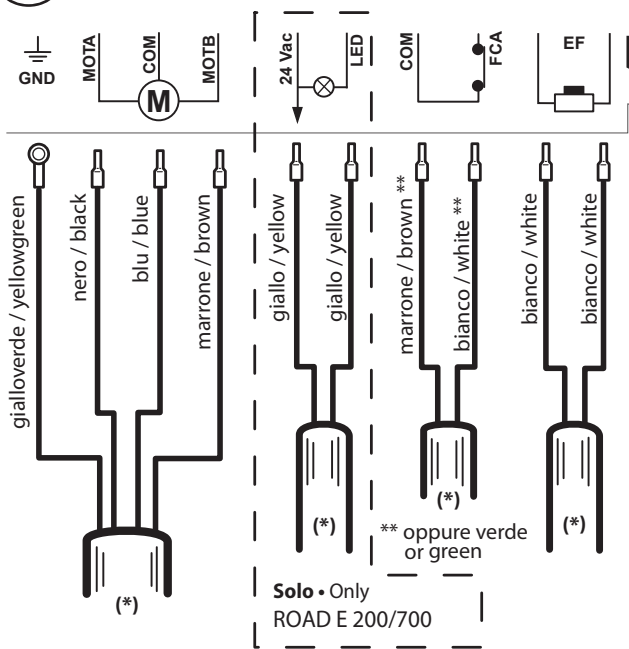 GND
MOTA
COM
MOTB
M
24 Vac
LED
COM
FCA
EF
gialloverde / yellowgreen
nero / black
blu / blue
marrone / brown
giallo / yellow
giallo / yellow
marrone / brown **
bianco / white **
bianco / white
bianco / white
(*)
(*)
(*)
(*)
** oppure verde
or green
Solo • Only
ROAD E 200/700